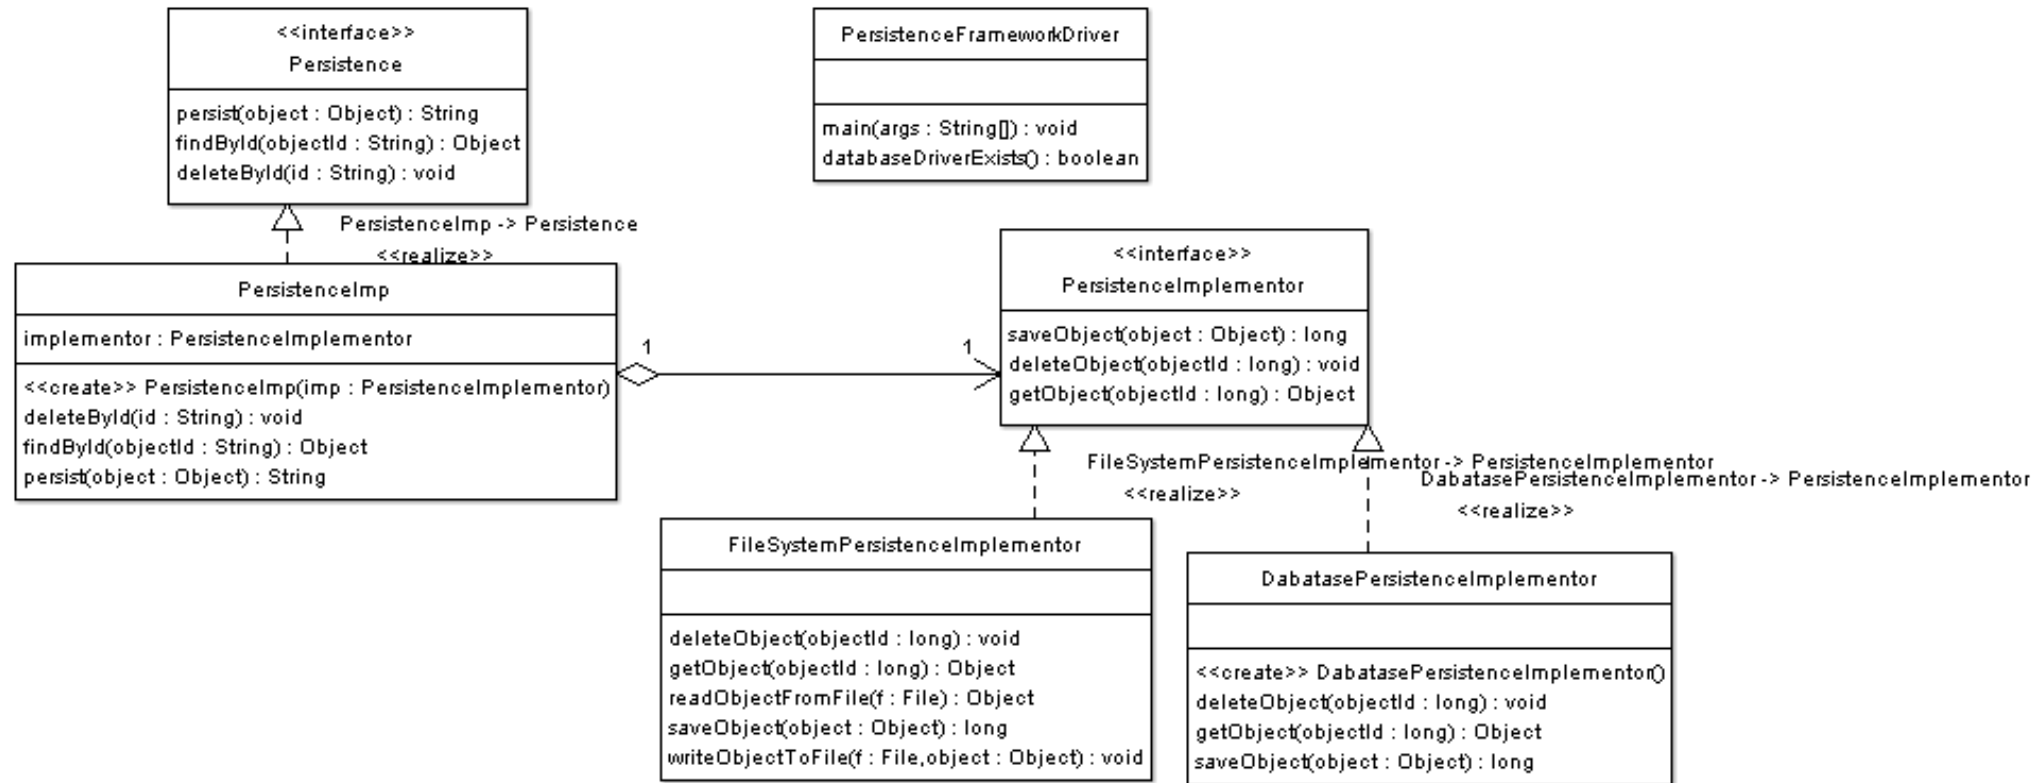 <<interface>>
Persistence
persist(object : Object) : String
findById(objectId : String) : Object
deleteById(id : String) : void
PersistenceFrameworkDriver
main(args : String[]) : void
databaseDriverExists() : boolean
PersistenceImp -> Persistence
<<realize>>
PersistenceImp
implementor : PersistenceImplementor
<<create>> PersistenceImp(imp : PersistenceImplementor)
deleteById(id : String) : void
findById(objectId : String) : Object
persist(object : Object) : String
1
1
<<interface>>
PersistenceImplementor
saveObject(object : Object) : long
deleteObject(objectId : long) : void
getObject(objectId : long) : Object
FileSystemPersistenceImplementor -> PersistenceImplementor
<<realize>>
DabatasePersistenceImplementor -> PersistenceImplementor
<<realize>>
FileSystemPersistenceImplementor
deleteObject(objectId : long) : void
getObject(objectId : long) : Object
readObjectFromFile(f : File) : Object
saveObject(object : Object) : long
writeObjectToFile(f : File,object : Object) : void
DabatasePersistenceImplementor
<<create>> DabatasePersistenceImplementor()
deleteObject(objectId : long) : void
getObject(objectId : long) : Object
saveObject(object : Object) : long